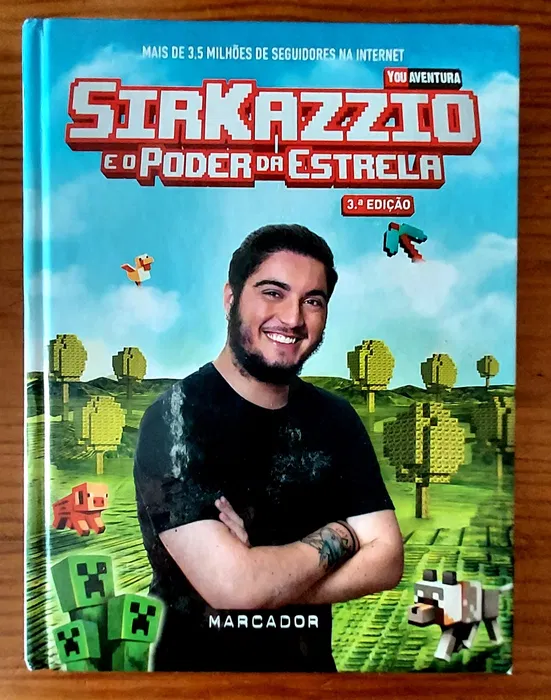 MAIS DE 3,5 MILHÕES DE SEGUIDORES NA INTERNET
YOU AVENTURA
SIRKAZZIO
E O PODER DA ESTRELA
3.ª EDIÇÃO
MARCADOR